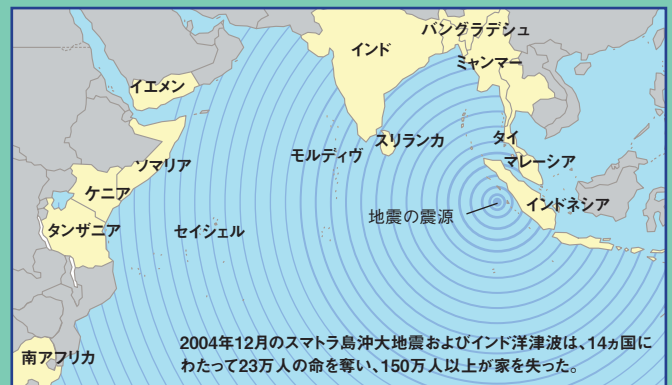 バングラデシュ
インド
ミャンマー
イエメン
スリランカ
タイ
モルディヴ
マレーシア
ソマリア
ケニア
インドネシア
地震の震源
タンザニア
セイシェル
2004年12月のスマトラ島沖大地震およびインド洋津波は、14ヵ国に
わたって23万人の命を奪い、150万人以上が家を失った。
南アフリカ